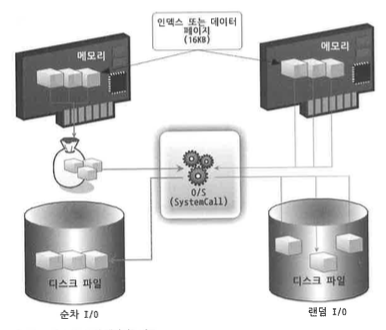 인덱스 또는 데이터
페이지
(16KB)
메모리
메모리
O/S
(SystemCall)
디스크 파일
디스크 파일
순차 I/O
랜덤 I/O